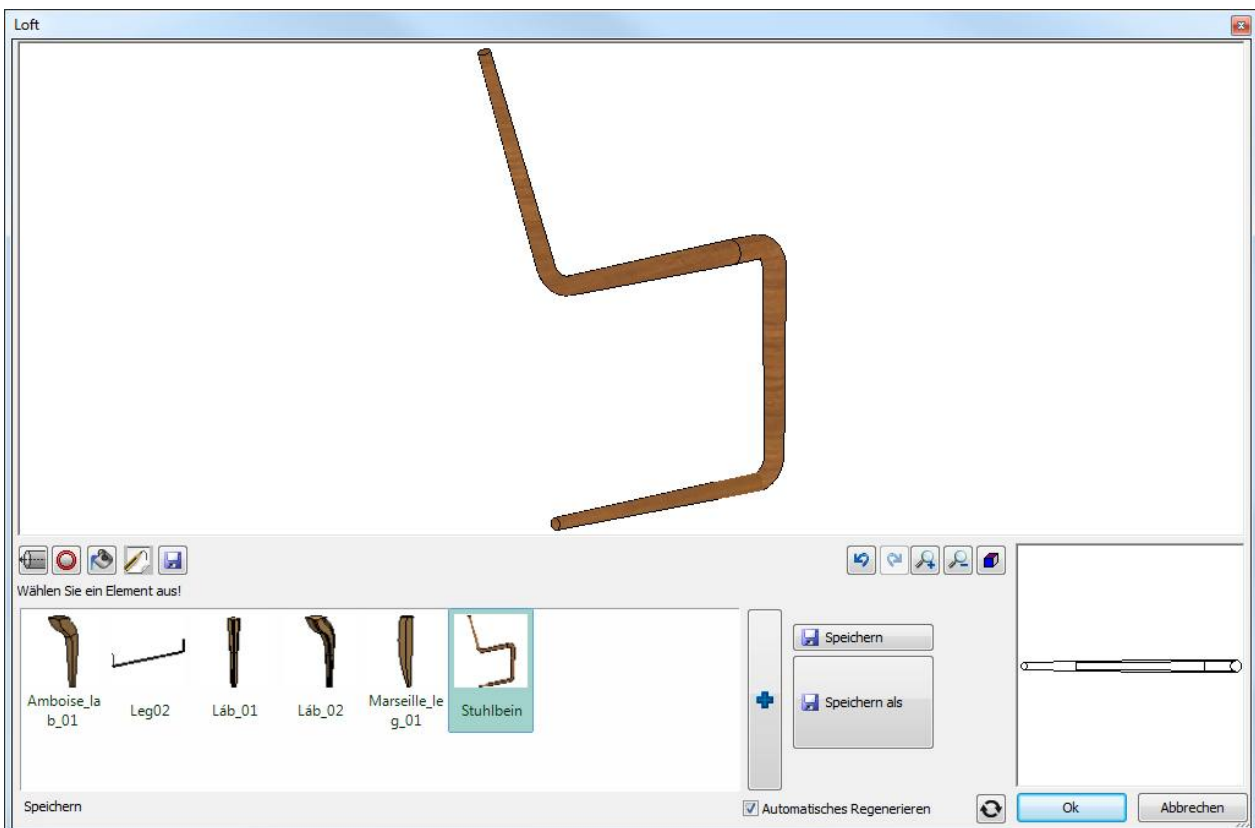 Loft
Wählen Sie ein Element aus!
Amboise_la
b_01
Leg02
Láb_01
Láb_02
Marseille_le
g_01
Stuhlbein
Speichern
Speichern als
Speichern
Automatisches Regenerieren
Ok
Abbrechen